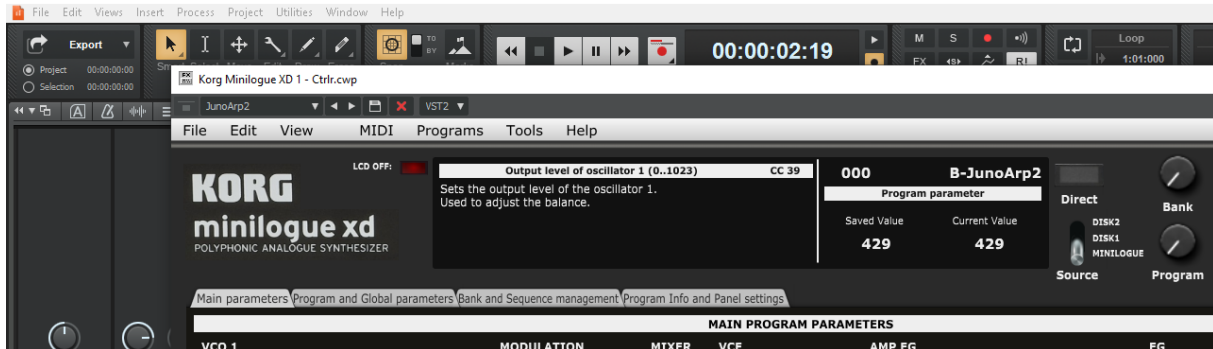 File Edit Views Insert Process Project Utilities Window Help
Export
TO
BY
00:00:02:19
M S
FX
R!
Loop
1:01:000
Project 00:00:00:00
Selection 00:00:00:00
Korg Minilogue XD 1 - Ctrlr.cwp
JunoArp2 VST2
File Edit View MIDI Programs Tools Help
LCD OFF:
KORG
minilogue xd
POLYPHONIC ANALOGUE SYNTHESIZER
Output level of oscillator 1 (0..1023) CC 39
Sets the output level of the oscillator 1.
Used to adjust the balance.
000 B-JunoArp2
Program parameter
Saved Value Current Value
429 429
Direct
DISK2
DISK1
MINILOGUE
Source
Bank
Program
Main parameters Program and Global parameters Bank and Sequence management Program Info and Panel settings
MAIN PROGRAM PARAMETERS
VCO 1 MODULATION MIXER VCF AMP EG EG